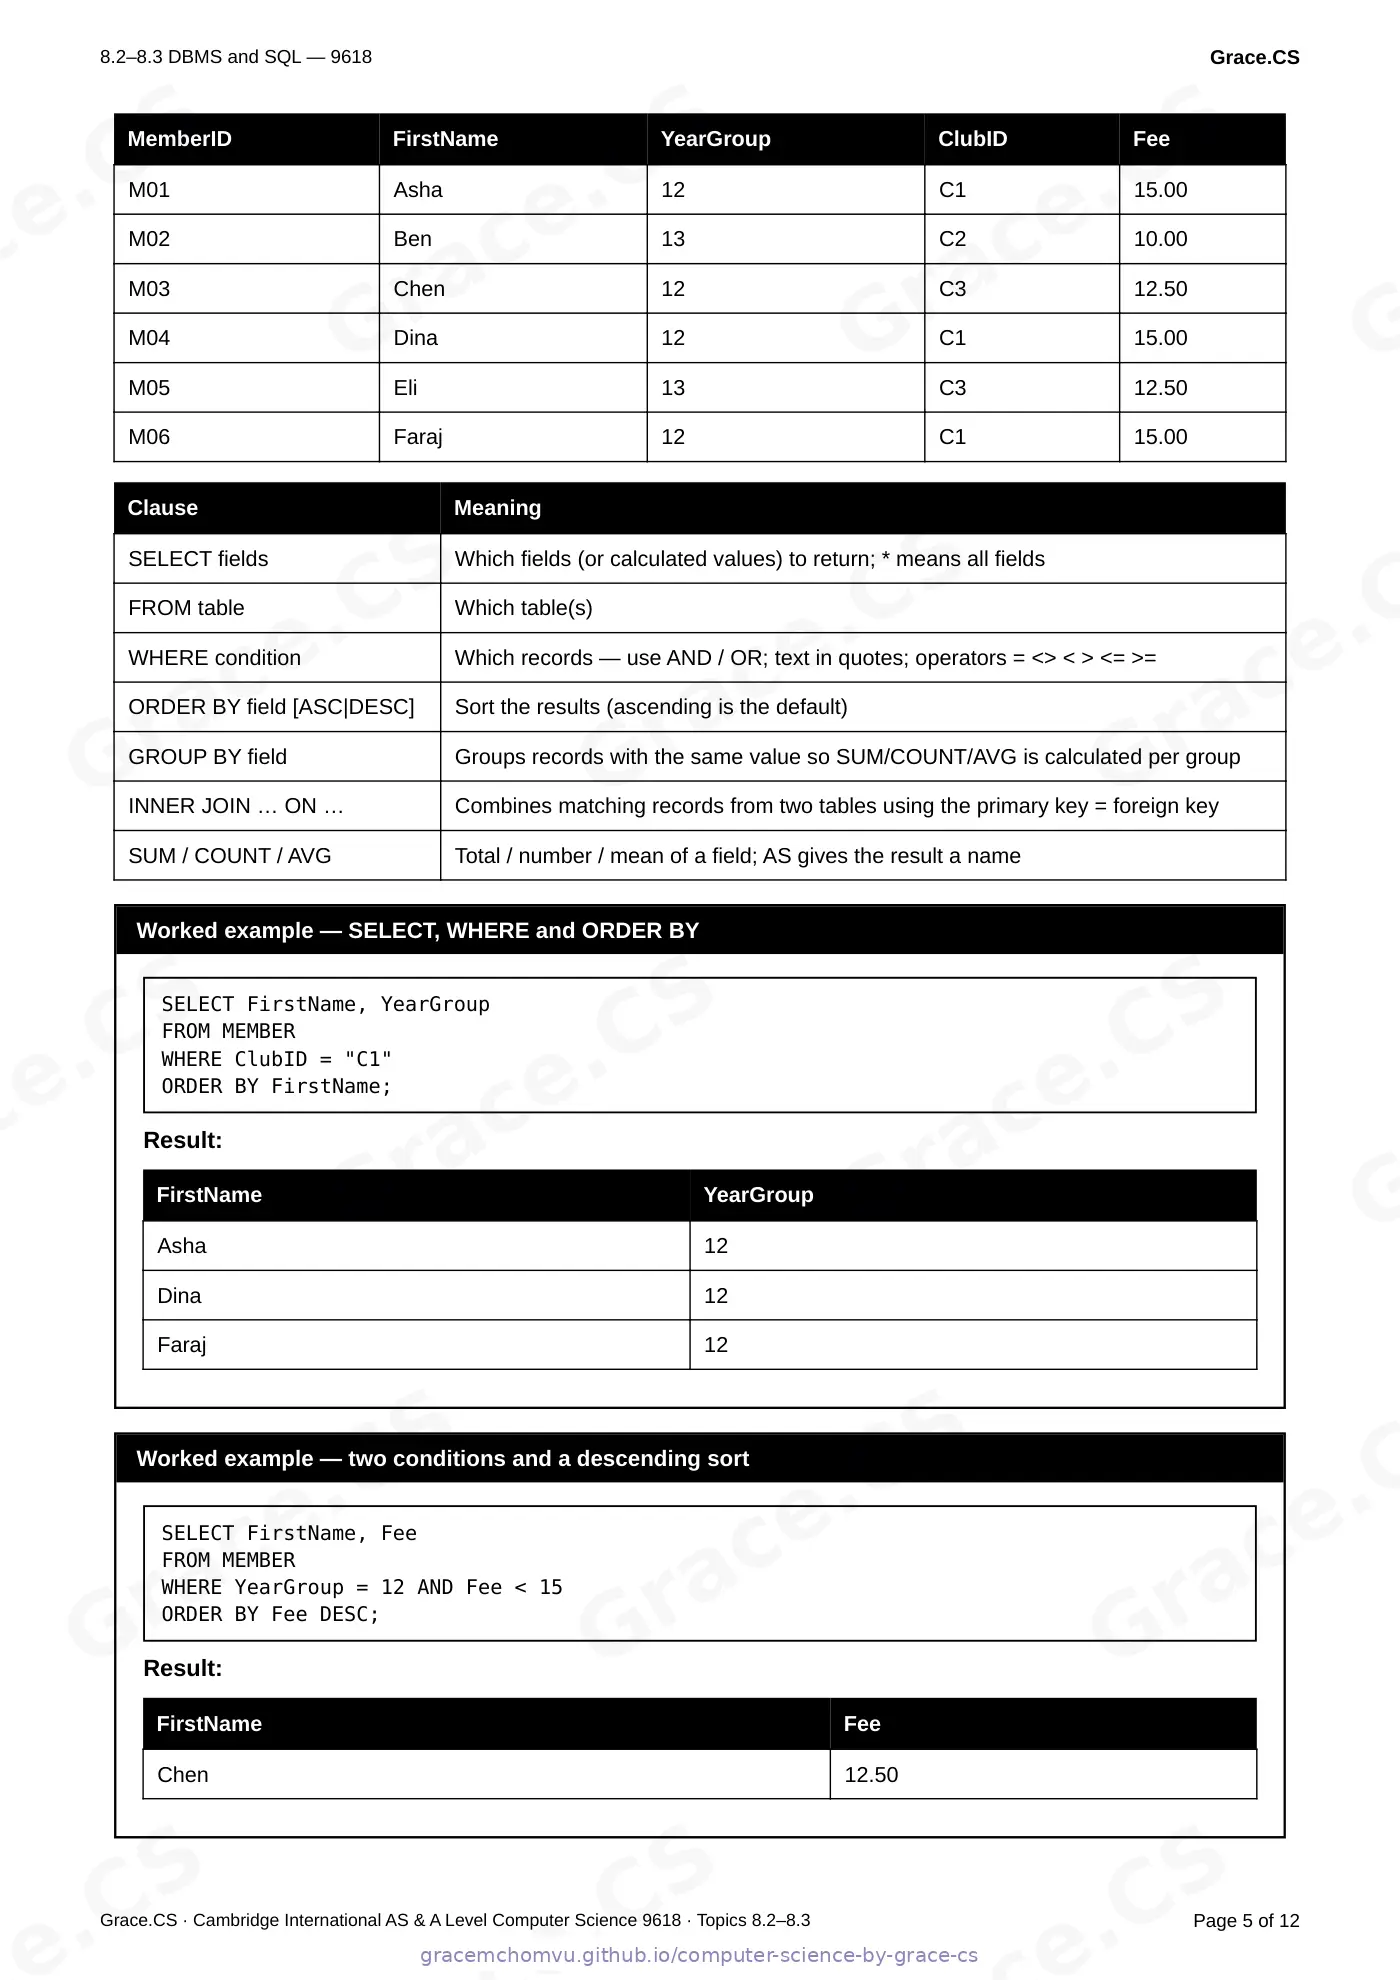 8.2–8.3 DBMS and SQL — 9618 Grace.CS
MemberID FirstName YearGroup ClubID Fee
M01 Asha 12 C1 15.00
M02 Ben 13 C2 10.00
M03 Chen 12 C3 12.50
M04 Dina 12 C1 15.00
M05 Eli 13 C3 12.50
M06 Faraj 12 C1 15.00
Clause Meaning
SELECT fields Which fields (or calculated values) to return; * means all fields
FROM table Which table(s)
WHERE condition Which records — use AND / OR; text in quotes; operators = <> < > <= >=
ORDER BY field [ASC|DESC] Sort the results (ascending is the default)
GROUP BY field Groups records with the same value so SUM/COUNT/AVG is calculated per group
INNER JOIN … ON … Combines matching records from two tables using the primary key = foreign key
SUM / COUNT / AVG Total / number / mean of a field; AS gives the result a name
Worked example — SELECT, WHERE and ORDER BY
SELECT FirstName, YearGroup
FROM MEMBER
WHERE ClubID = "C1"
ORDER BY FirstName;
Result:
FirstName YearGroup
Asha 12
Dina 12
Faraj 12
Worked example — two conditions and a descending sort
SELECT FirstName, Fee
FROM MEMBER
WHERE YearGroup = 12 AND Fee < 15
ORDER BY Fee DESC;
Result:
FirstName Fee
Chen 12.50
Grace.CS · Cambridge International AS & A Level Computer Science 9618 · Topics 8.2–8.3 Page 5 of 12
gracemchomvu.github.io/computer-science-by-grace-cs